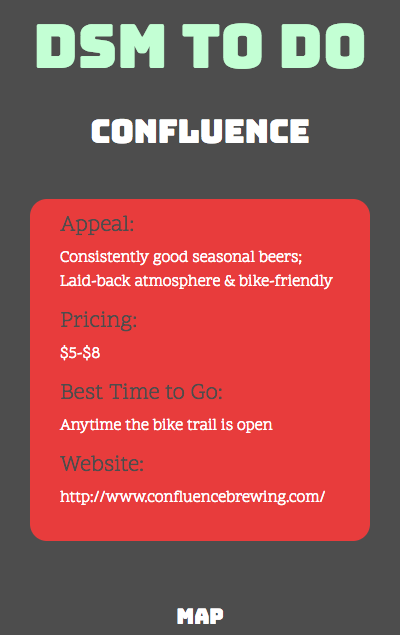 DSM TO DO
CONFLUENCE
Appeal:
Consistently good seasonal beers;
Laid-back atmosphere & bike-friendly
Pricing:
$5-$8
Best Time to Go:
Anytime the bike trail is open
Website:
http://www.confluencebrewing.com/
MAP